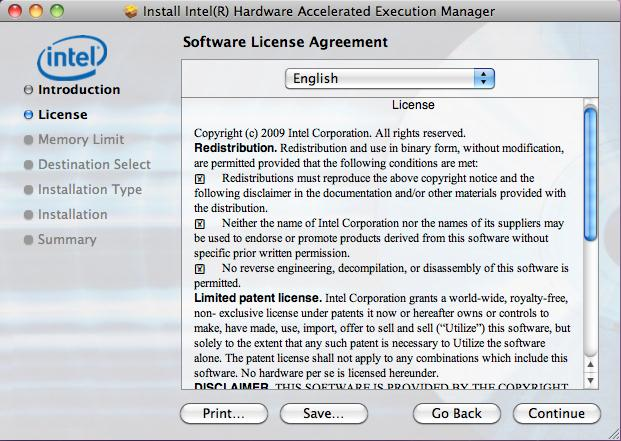 Install Intel(R) Hardware Accelerated Execution Manager
intel
Software License Agreement
Introduction
License
Memory Limit
Destination Select
Installation Type
Installation
Summary
English
License
Copyright (c) 2009 Intel Corporation. All rights reserved.
Redistribution. Redistribution and use in binary form, without modification,
are permitted provided that the following conditions are met:
Redistributions must reproduce the above copyright notice and the
following disclaimer in the documentation and/or other materials provided with
the distribution.
Neither the name of Intel Corporation nor the names of its suppliers may
be used to endorse or promote products derived from this software without
specific prior written permission.
No reverse engineering, decompilation, or disassembly of this software is
permitted.
Limited patent license. Intel Corporation grants a world-wide, royalty-free,
non- exclusive license under patents it now or hereafter owns or controls to
make, have made, use, import, offer to sell and sell (“Utilize”) this software, but
solely to the extent that any such patent is necessary to Utilize the software
alone. The patent license shall not apply to any combinations which include this
software. No hardware per se is licensed hereunder.
DISCLAIMER. THIS SOFTWARE IS PROVIDED BY THE COPYRIGHT
Print...
Save...
Go Back
Continue